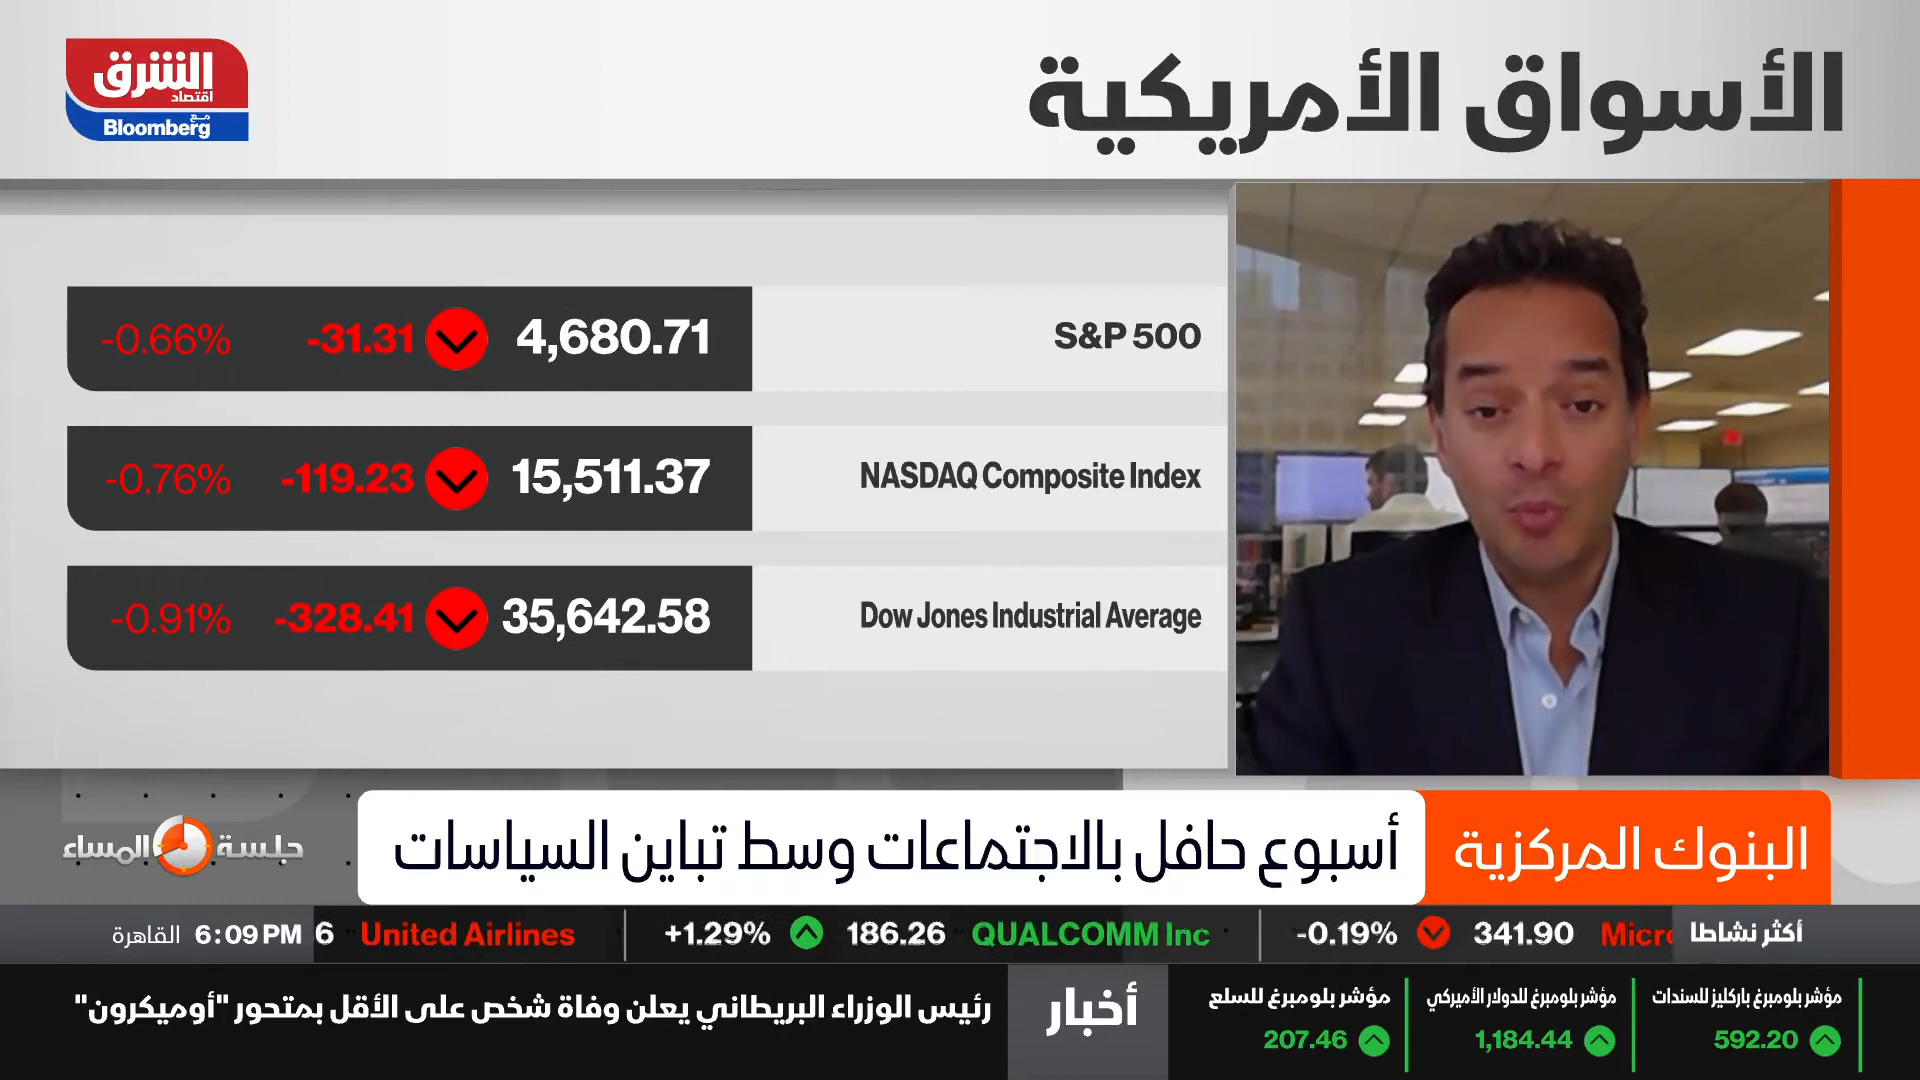 الأسواق الأمريكية
الشرق
اقتصاد
مع
Bloomberg
S&P 500 4,680.71 -31.31 -0.66%
NASDAQ Composite Index 15,511.37 -119.23 -0.76%
Dow Jones Industrial Average 35,642.58 -328.41 -0.91%
البنوك المركزية أسبوع حافل بالاجتماعات وسط تباين السياسات
جلسة المساء
أكثر نشاطا Micro 341.90 -0.19% QUALCOMM Inc 186.26 +1.29% United Airlines 6
6:09 PM القاهرة
مؤشر بلومبرغ باركليز للسندات
592.20
مؤشر بلومبرغ للدولار الأميركي
1,184.44
مؤشر بلومبرغ للسلع
207.46
أخبار
رئيس الوزراء البريطاني يعلن وفاة شخص على الأقل بمتحور "أوميكرون"